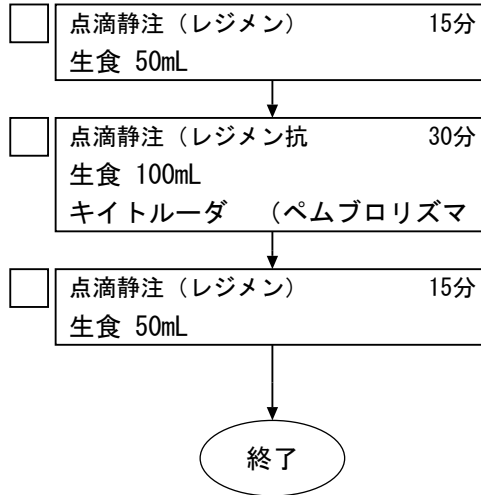 点滴静注（レジメン） 15分
生食 50mL
点滴静注（レジメン抗 30分
生食 100mL
キイトルーダ （ペムブロリズマ
点滴静注（レジメン） 15分
生食 50mL
終了